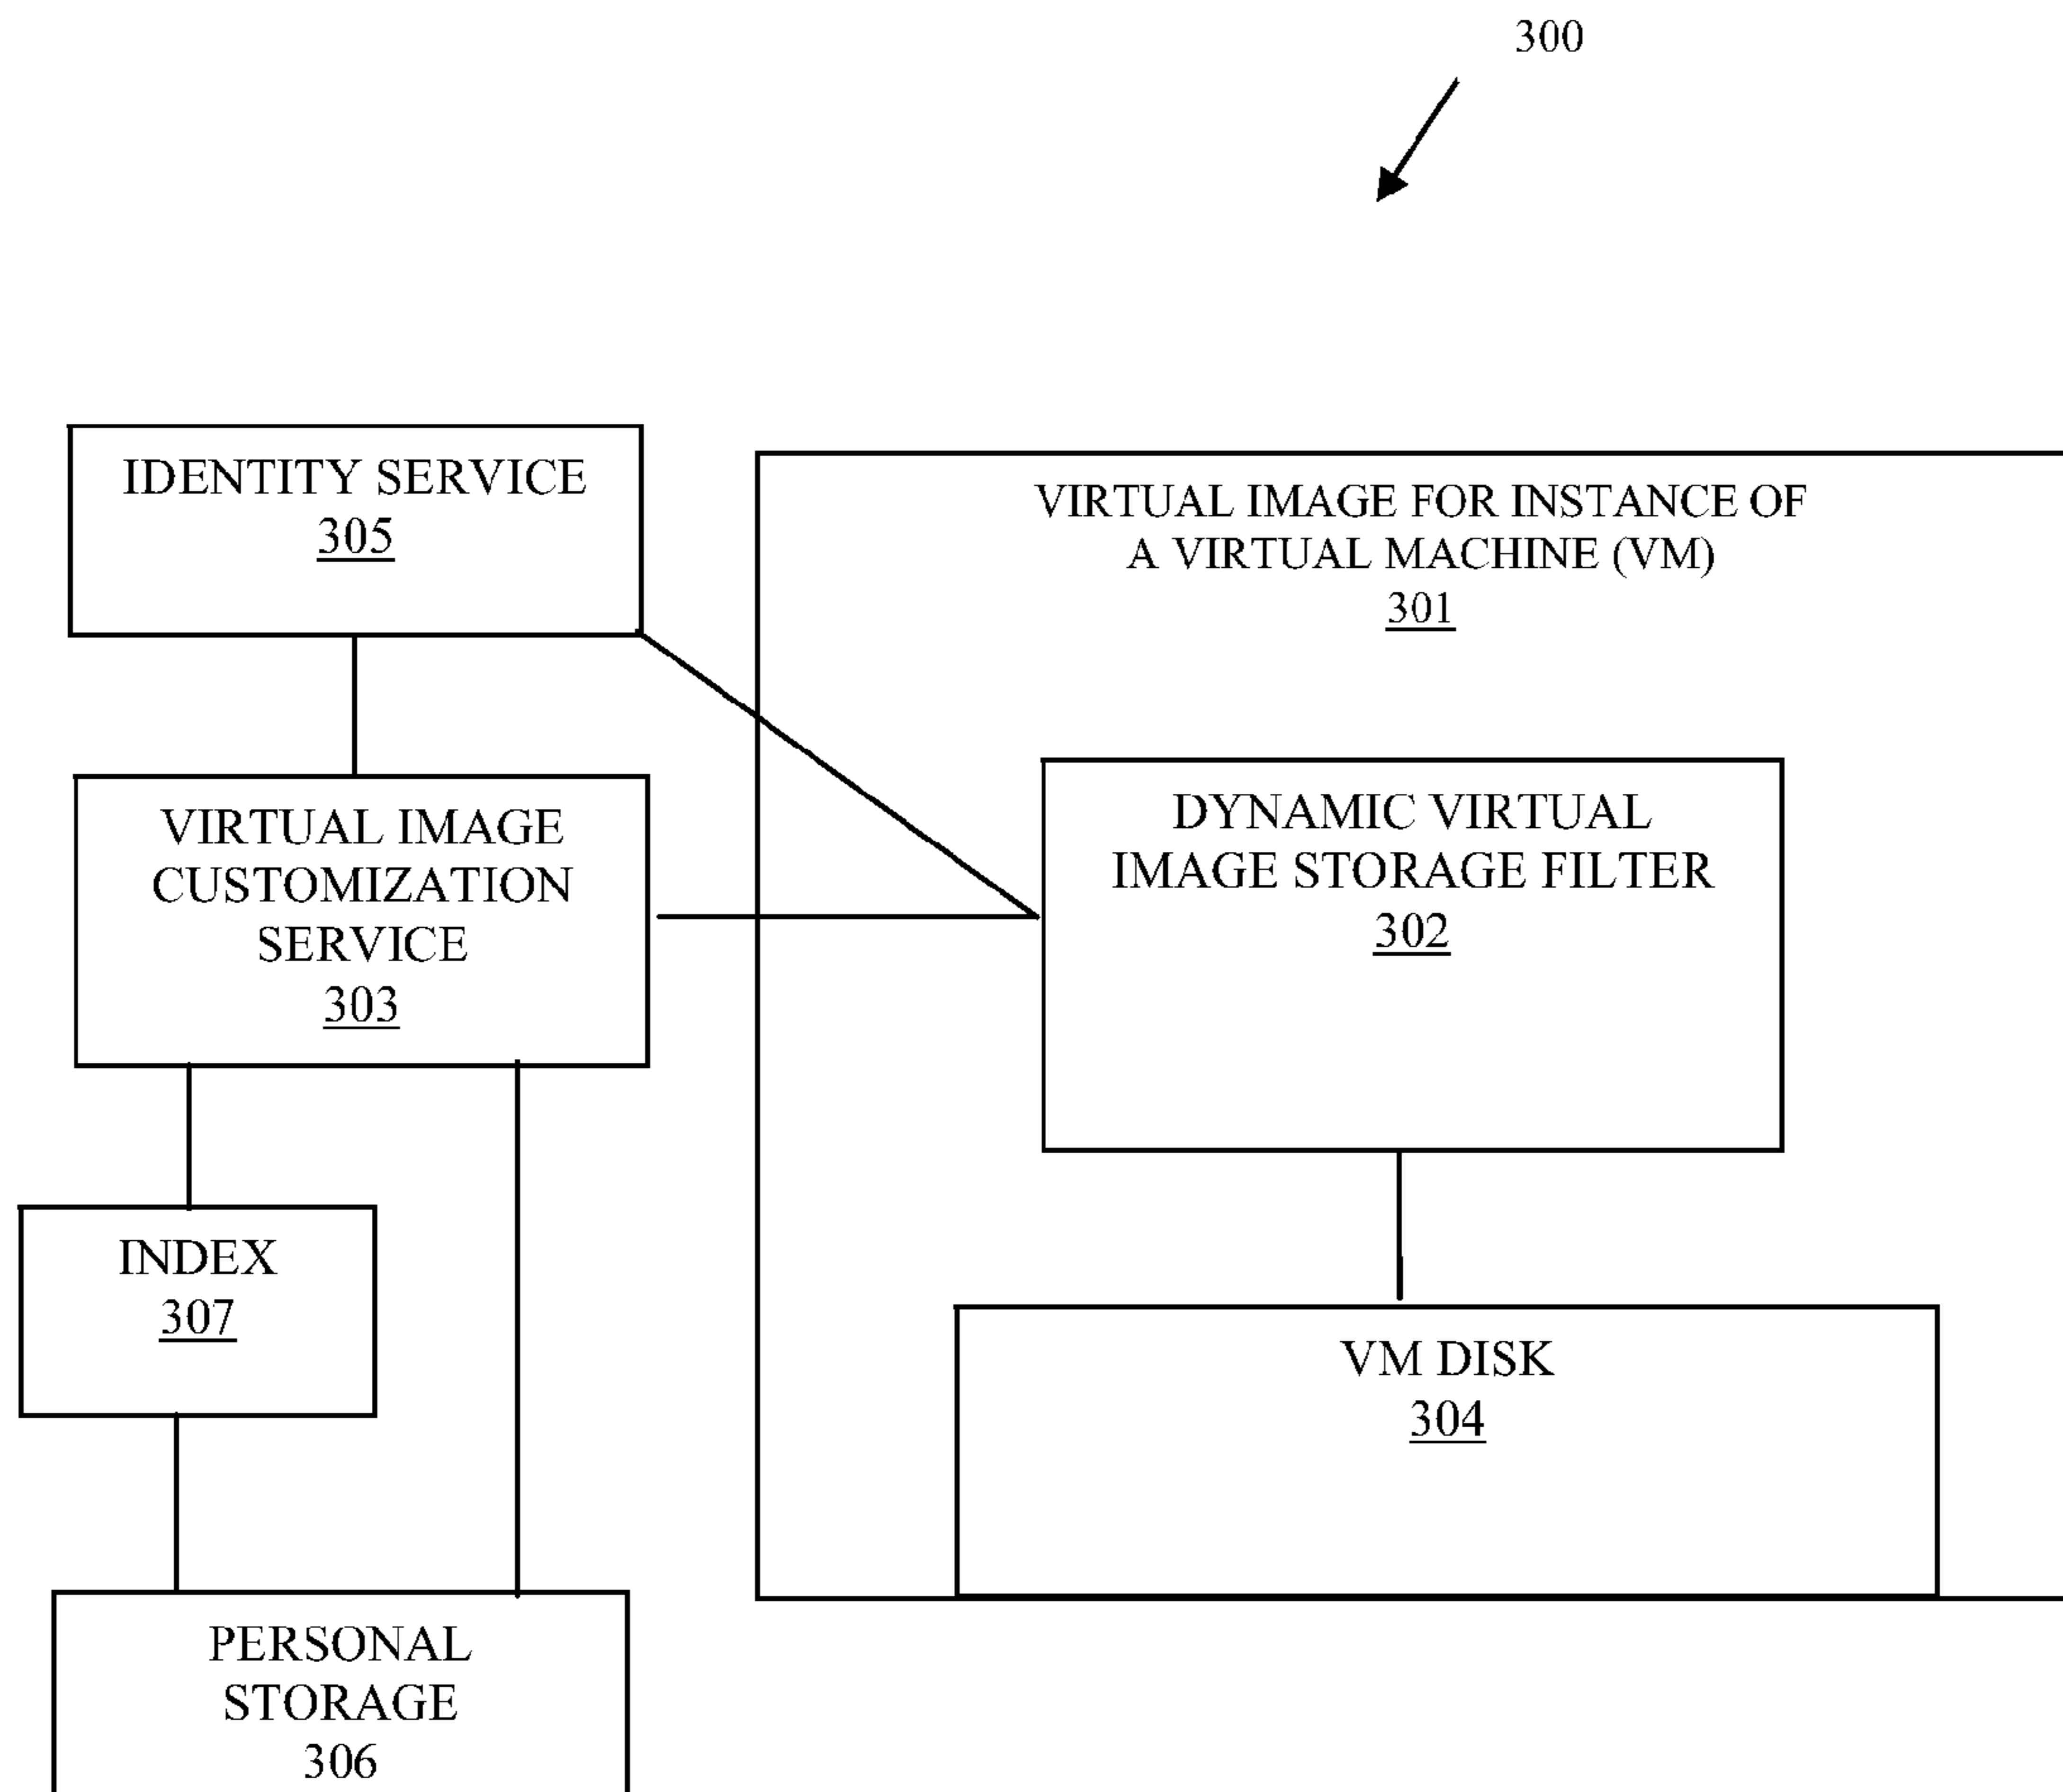 300
IDENTITY SERVICE
305
VIRTUAL IMAGE FOR INSTANCE OF
A VIRTUAL MACHINE (VM)
301
VIRTUAL IMAGE
CUSTOMIZATION
SERVICE
303
DYNAMIC VIRTUAL
IMAGE STORAGE FILTER
302
INDEX
307
VM DISK
304
PERSONAL
STORAGE
306